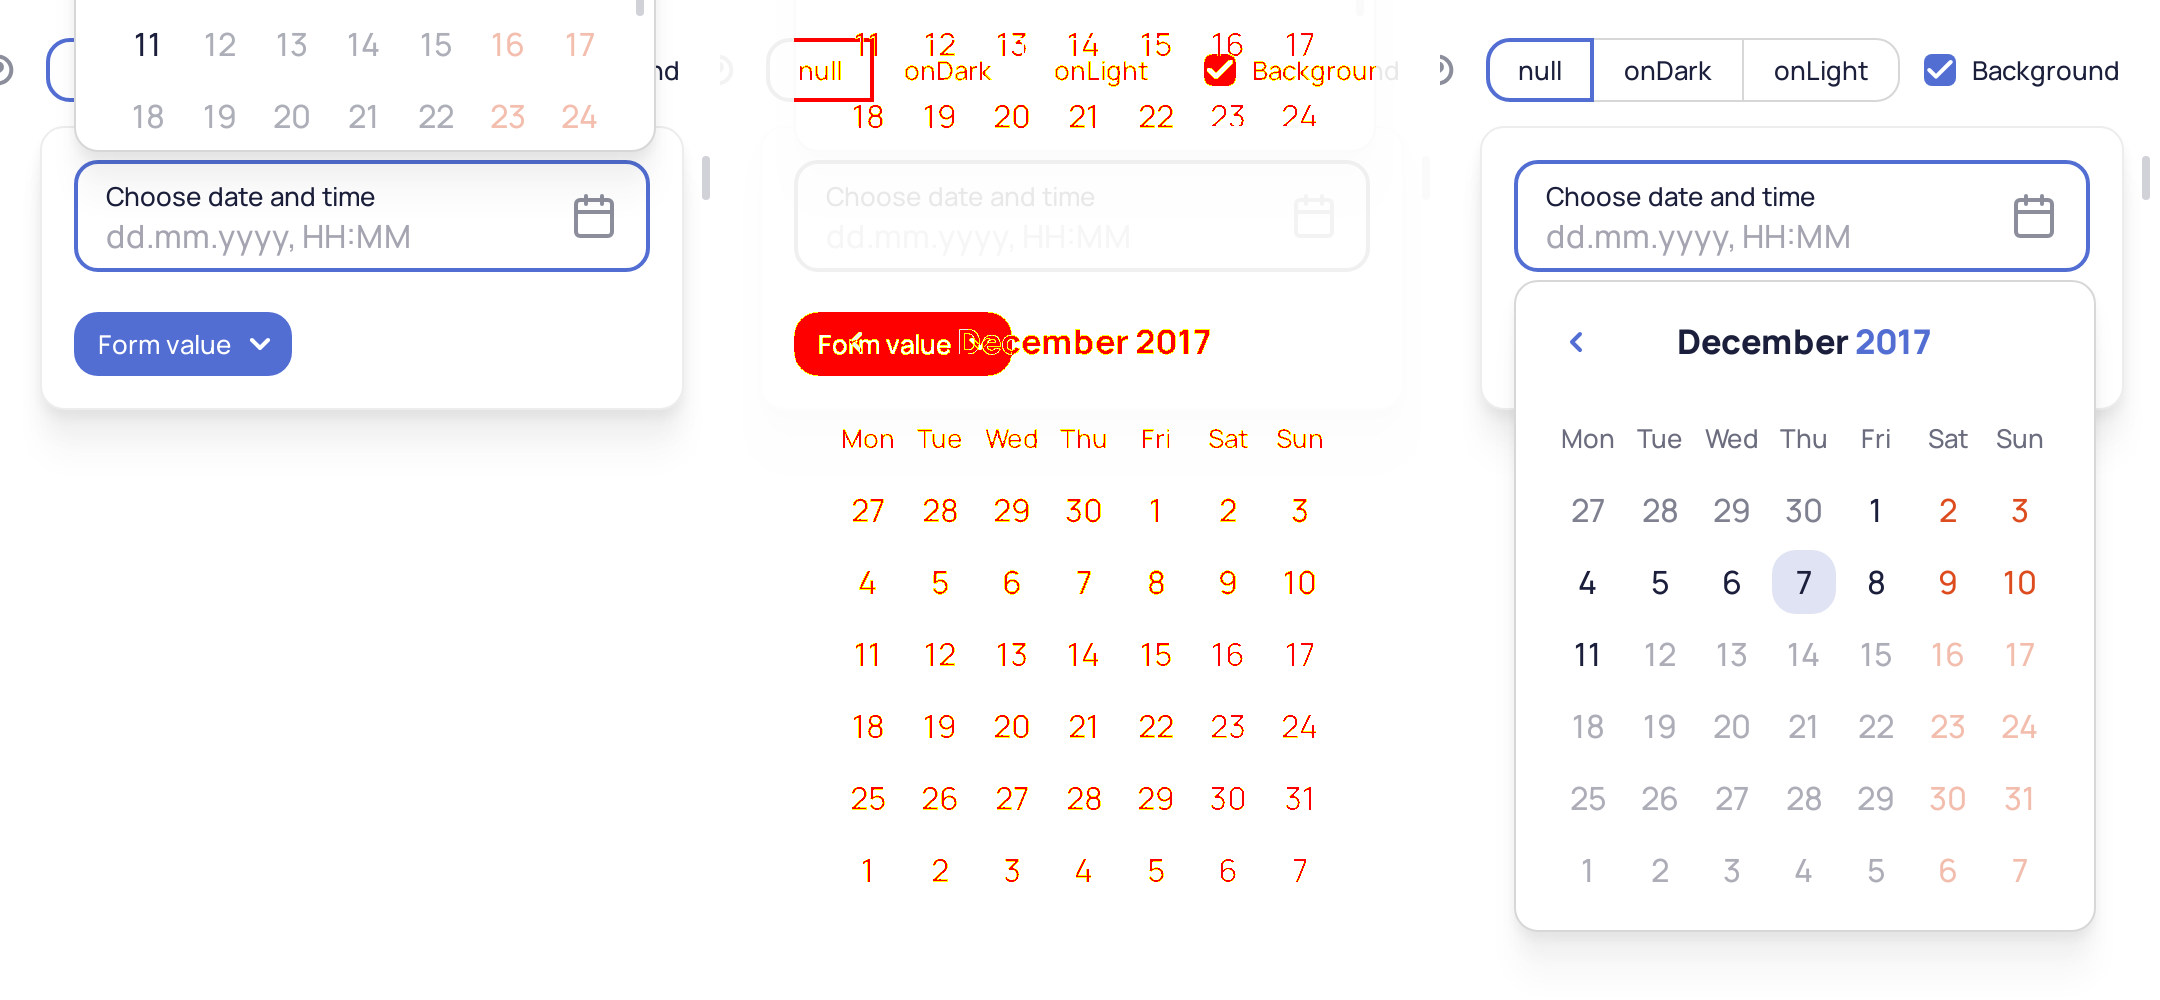 11 12 13 14 15 16 17
nd
18 19 20 21 22 23 24
Choose date and time
dd.mm.yyyy, HH:MM
Form value
11 12 13 14 15 16 17
null onDark onLight Background
18 19 20 21 22 23 24
Choose date and time
dd.mm.yyyy, HH:MM
Form value December 2017
Mon Tue Wed Thu Fri Sat Sun
27 28 29 30 1 2 3
4 5 6 7 8 9 10
11 12 13 14 15 16 17
18 19 20 21 22 23 24
25 26 27 28 29 30 31
1 2 3 4 5 6 7
null onDark onLight Background
Choose date and time
dd.mm.yyyy, HH:MM
December 2017
Mon Tue Wed Thu Fri Sat Sun
27 28 29 30 1 2 3
4 5 6 7 8 9 10
11 12 13 14 15 16 17
18 19 20 21 22 23 24
25 26 27 28 29 30 31
1 2 3 4 5 6 7